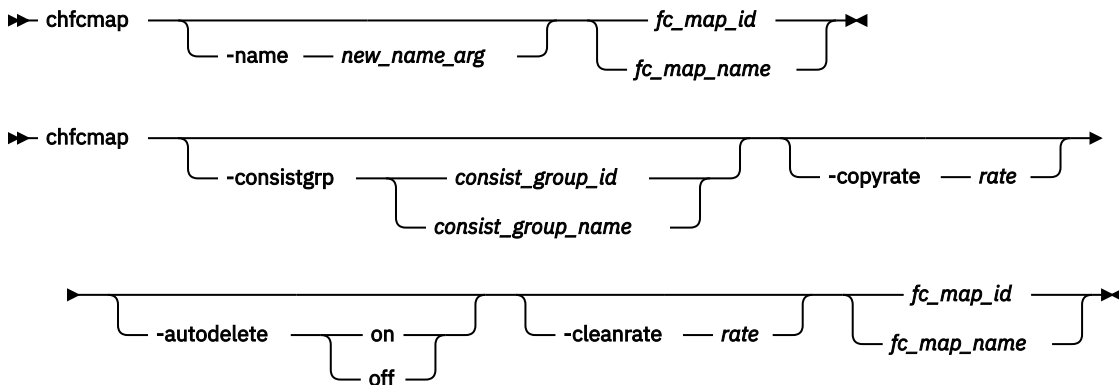 chfcmap fc_map_id
-name new_name_arg fc_map_name
chfcmap
-consistgrp consist_group_id -copyrate rate
consist_group_name
fc_map_id
-autodelete on -cleanrate rate fc_map_name
off